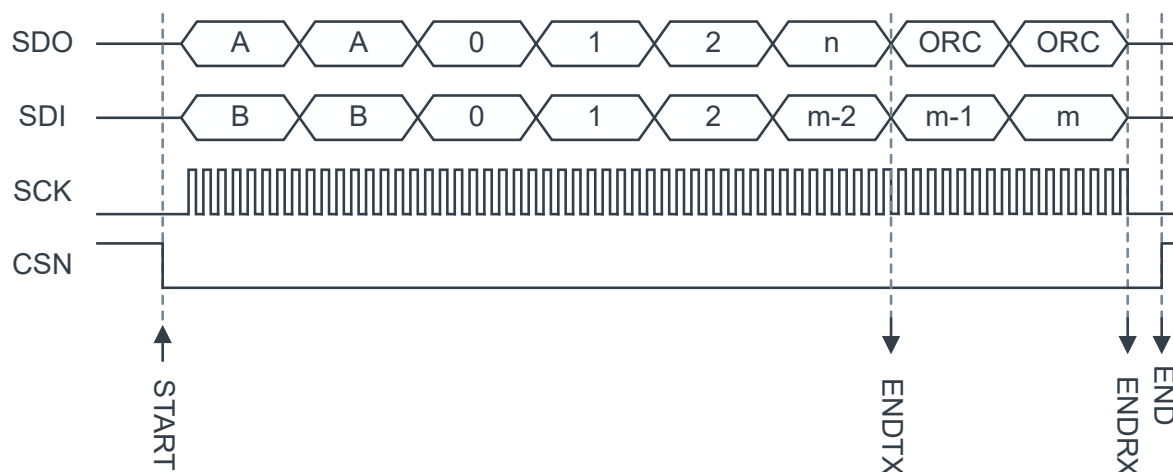 SDO A A 0 1 2 n ORC ORC
SDI B B 0 1 2 m-2 m-1 m
SCK
CSN
START ENDTX ENDRX END